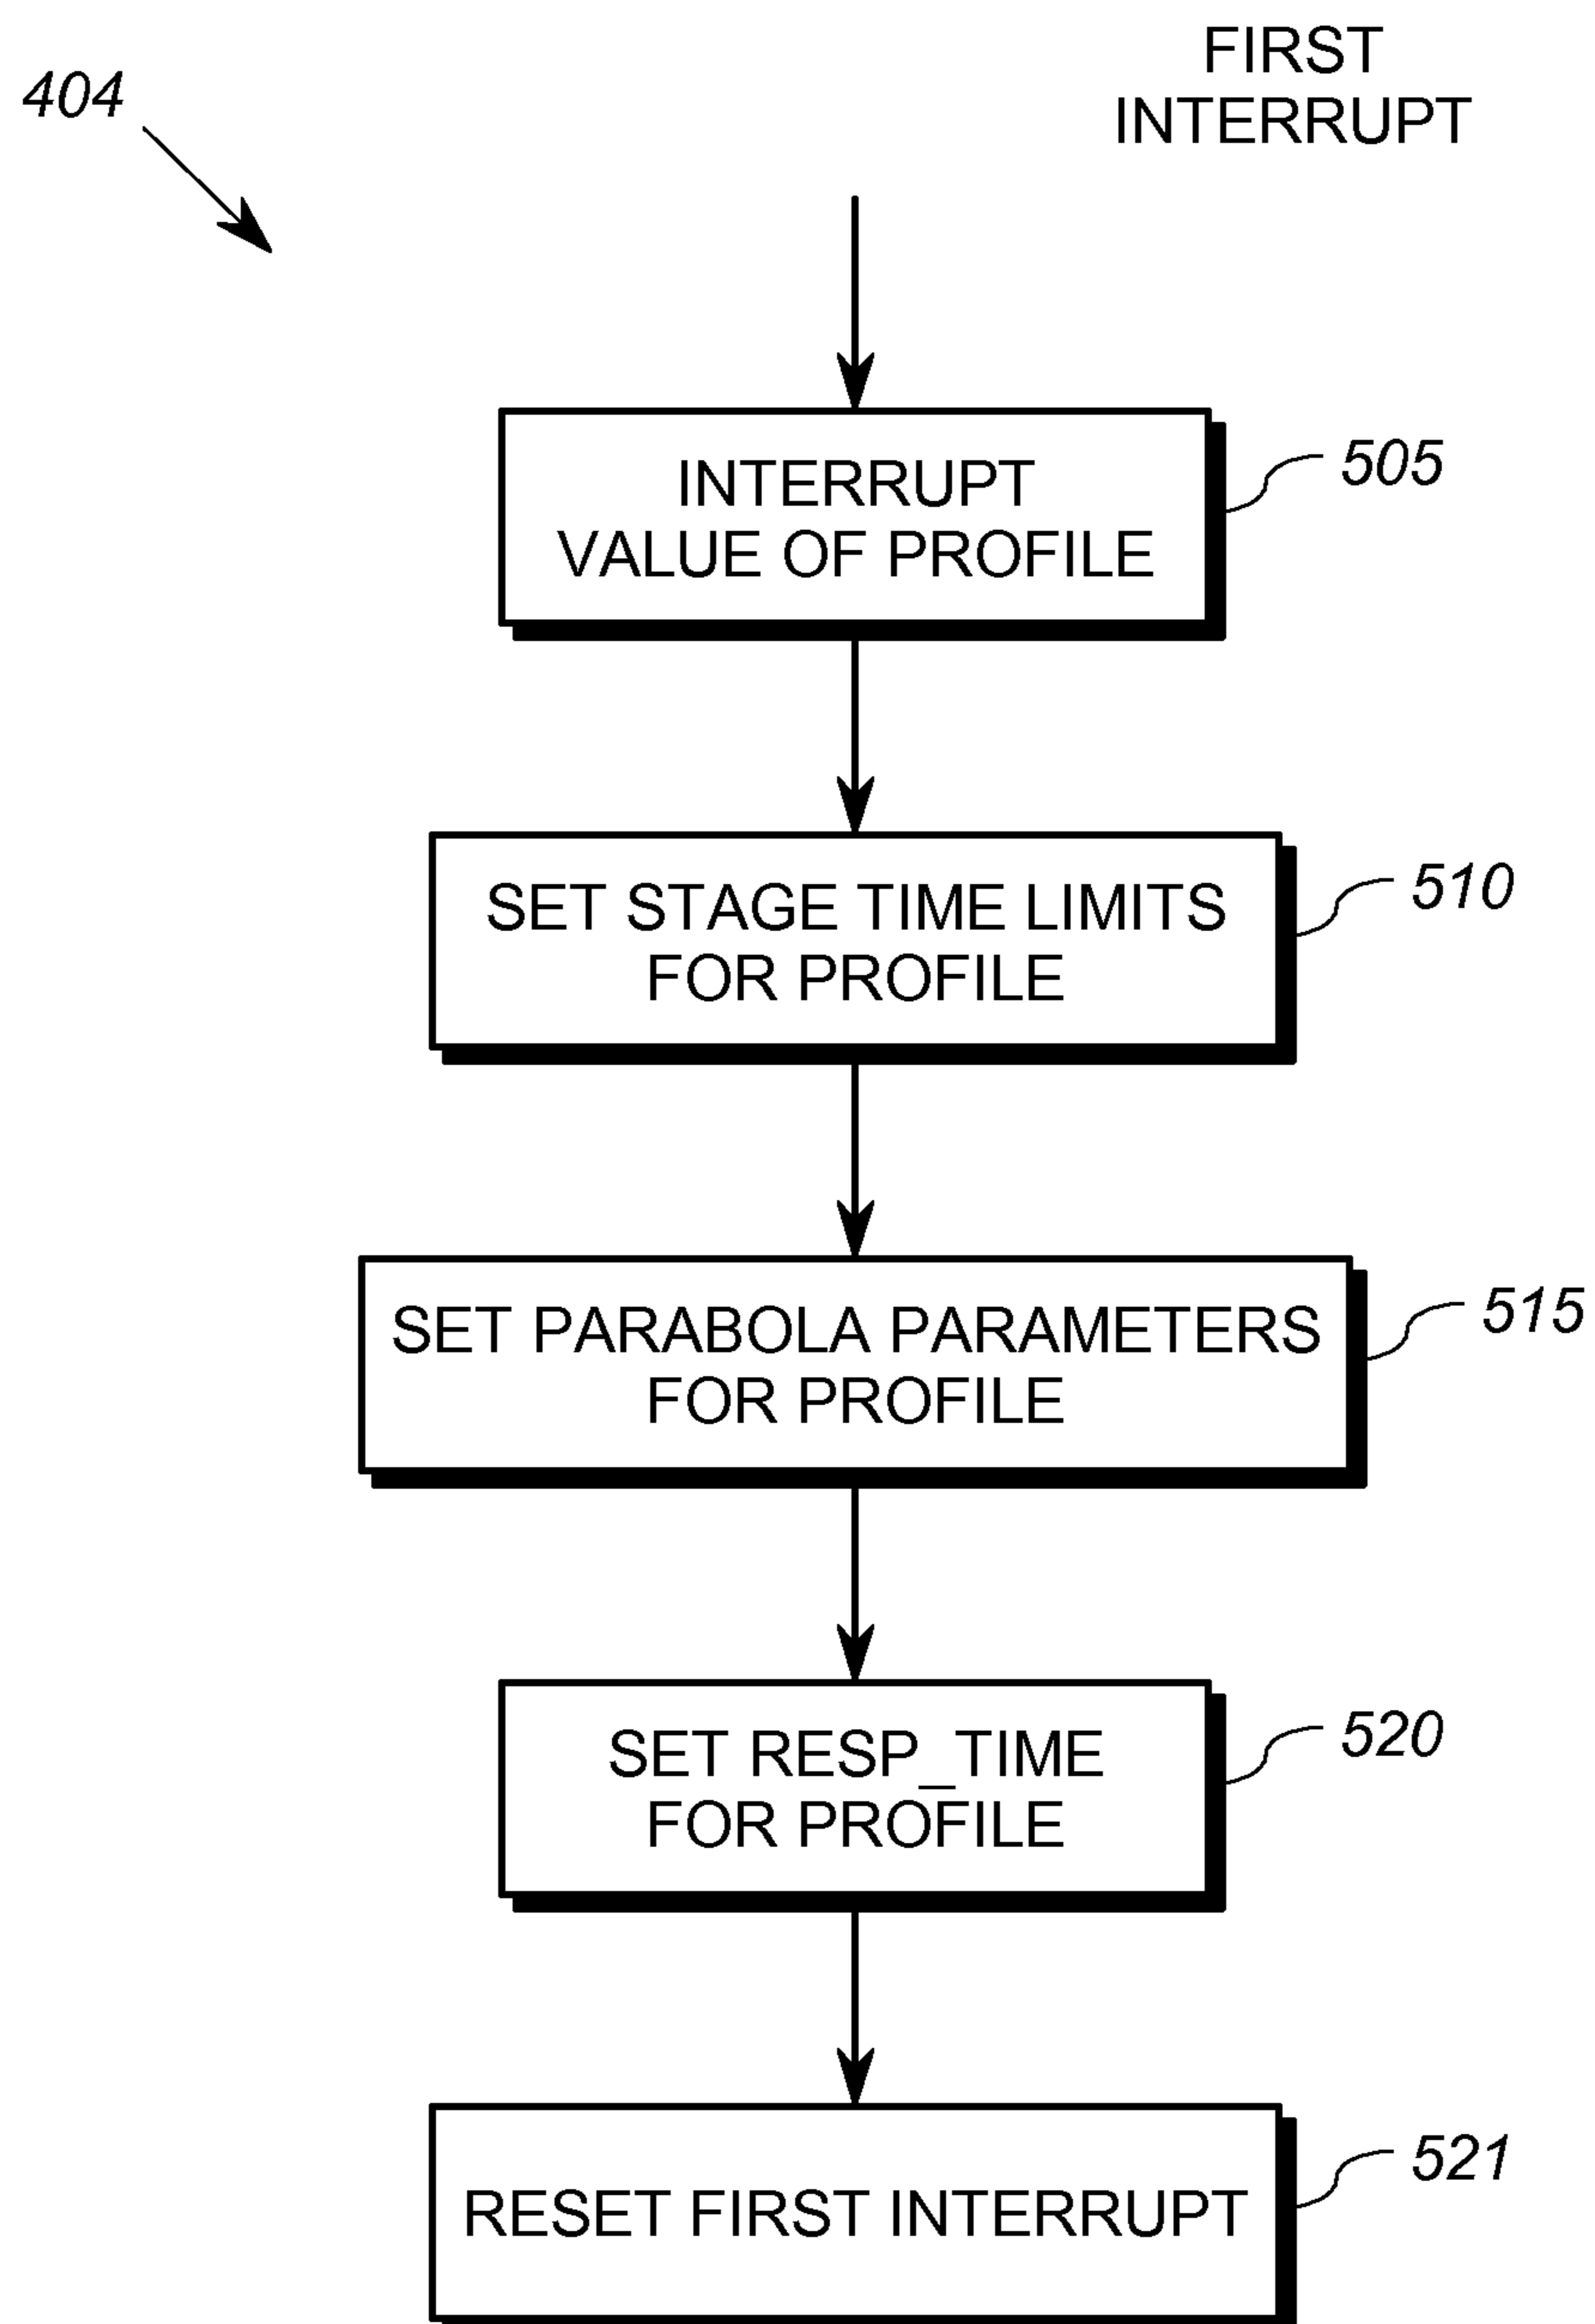 404
FIRST
INTERRUPT
INTERRUPT
VALUE OF PROFILE
505
SET STAGE TIME LIMITS
FOR PROFILE
510
SET PARABOLA PARAMETERS
FOR PROFILE
515
SET RESP_TIME
FOR PROFILE
520
RESET FIRST INTERRUPT
521